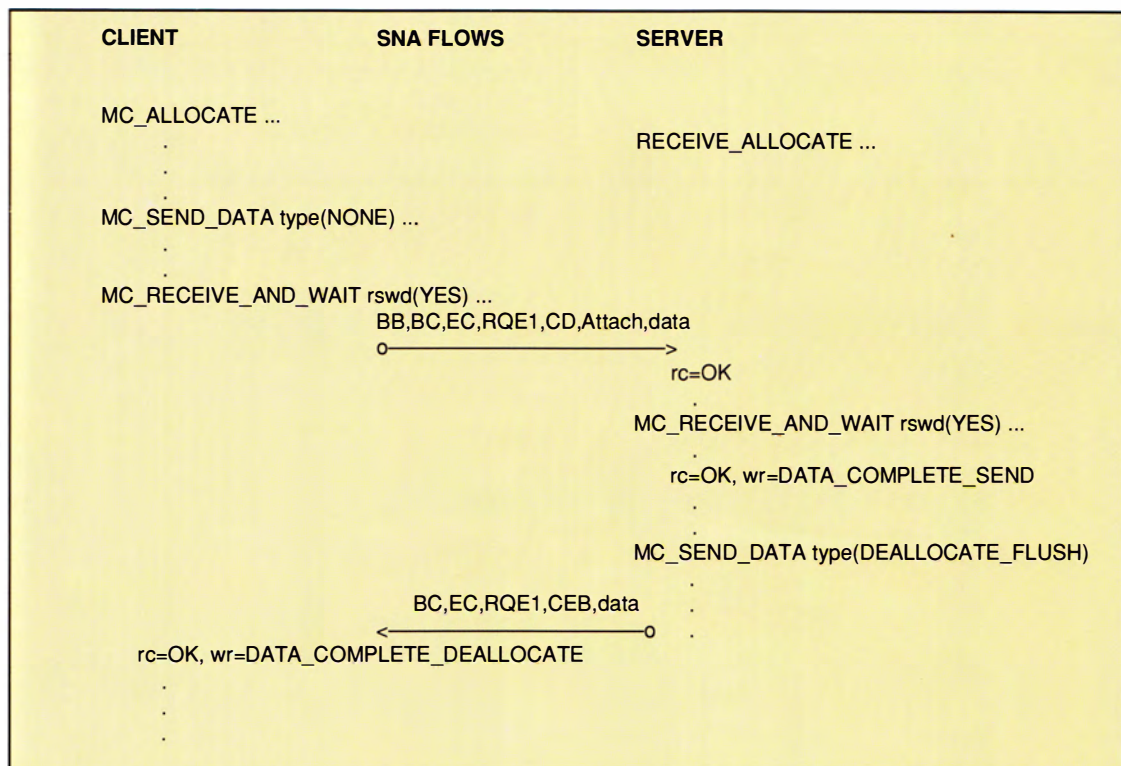 CLIENT SNA FLOWS SERVER
MC_ALLOCATE ...
RECEIVE_ALLOCATE ...
.
.
.
MC_SEND_DATA type(NONE) ...
.
.
MC_RECEIVE_AND_WAIT rswd(YES) ...
BB,BC,EC,RQE1,CD,Attach,data
o————————————>
rc=OK
.
MC_RECEIVE_AND_WAIT rswd(YES) ...
.
rc=OK, wr=DATA_COMPLETE_SEND
.
.
MC_SEND_DATA type(DEALLOCATE_FLUSH)
.
BC,EC,RQE1,CEB,data .
<————————————o .
rc=OK, wr=DATA_COMPLETE_DEALLOCATE
.
.
.